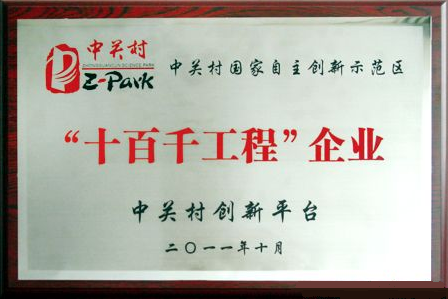 中关村
ZHONGGUANCUN SCIENCE PARK
Z-Park
中关村国家自主创新示范区
“十百千工程”企业
中关村创新平台
二〇一一年十月